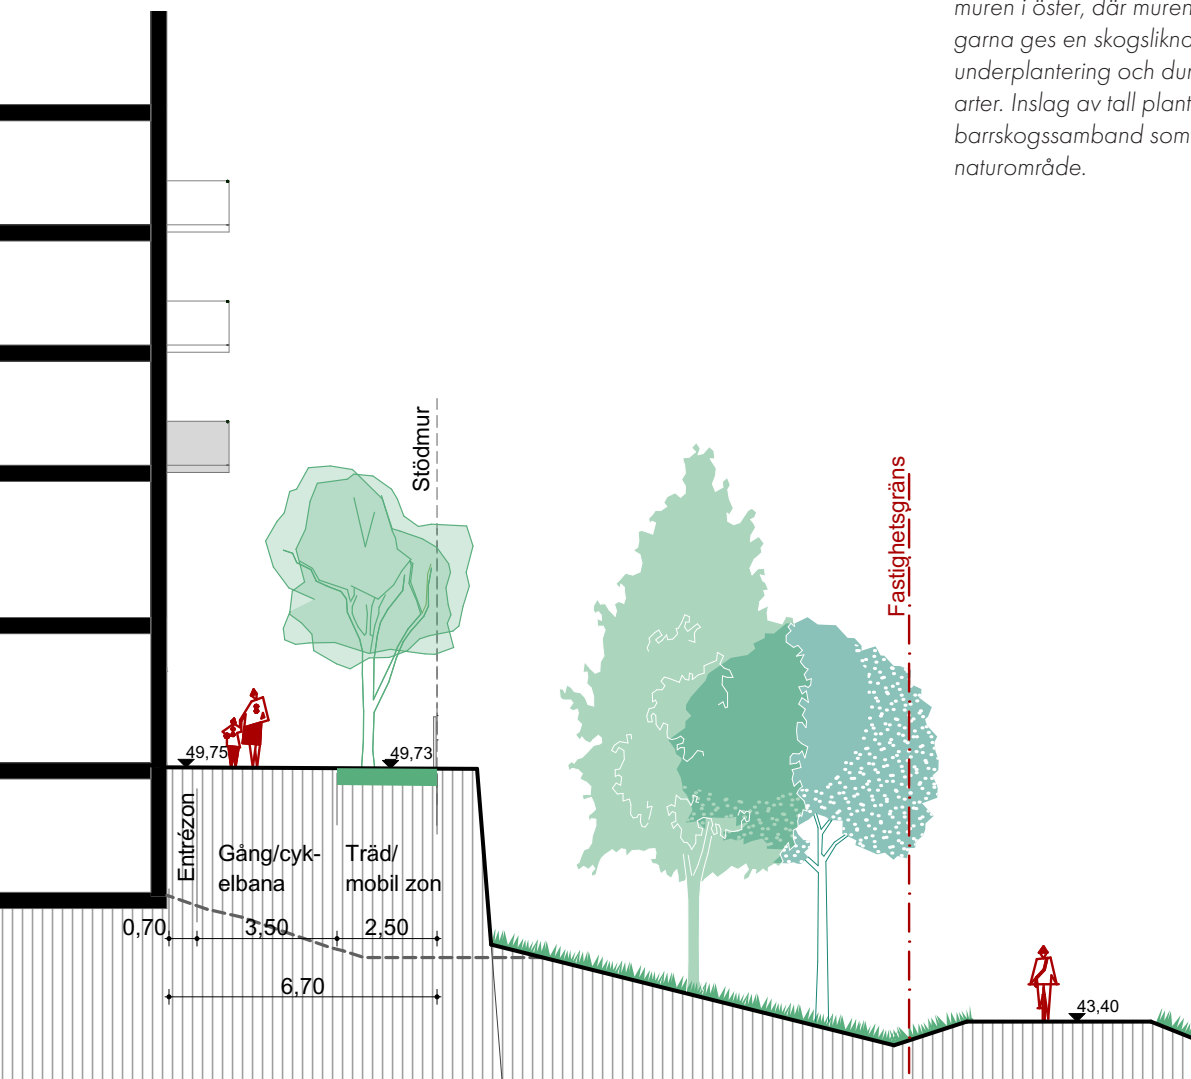 muren i öster, där muren
garna ges en skogslikna
underplantering och dun
arter. Inslag av tall plant
barrskogssamband som
naturområde.
Stödmur
Fastighetsgräns
49,75
49,73
Entrézon
Gång/cyk-
elbana
Träd/
mobil zon
0,70
3,50
2,50
6,70
43,40